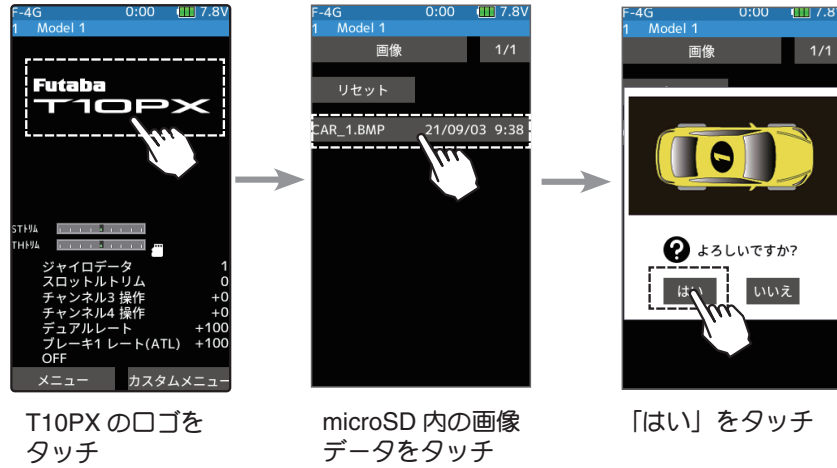 F-4G 0:00 7.8V
1 Model 1
Futaba
T10PX
STトリム
THトリム
ジャイロデータ 1
スロットルトリム 0
チャンネル3 操作 +0
チャンネル4 操作 +0
デュアルレート +100
ブレーキ1 レート(ATL) +100
OFF
メニュー カスタムメニュー
T10PX のロゴを
タッチ
F-4G 0:00 7.8V
1 Model 1
画像 1/1
リセット
CAR_1.BMP 21/09/03 9:38
microSD 内の画像
データをタッチ
F-4G 0:00 7.8
1 Model 1
画像 1/1
1
よろしいですか?
はい いいえ
「はい」をタッチ